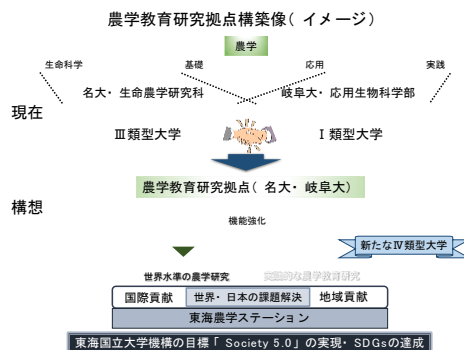 農学教育研究拠点構築像( イメージ)
農学
生命科学 基礎 応用 実践
名大・生命農学研究科 岐阜大・応用生物科学部
現在
Ⅲ類型大学 Ⅰ類型大学
農学教育研究拠点( 名大・岐阜大)
構想
機能強化
新たなⅣ類型大学
世界水準の農学研究 実践的な農学教育研究
国際貢献 世界・日本の課題解決 地域貢献
東海農学ステーション
東海国立大学機構の目標「 Society 5.0」の実現・SDGsの達成